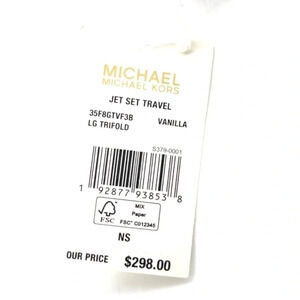 MICHAEL
MICHAEL KORS
JET SET TRAVEL
35F8GTVF3B VANILLA
LG TRIFOLD
S379-0001
1 92877 93853 8
FSC
MIX
Paper
FSC® C012345
NS
OUR PRICE $298.00